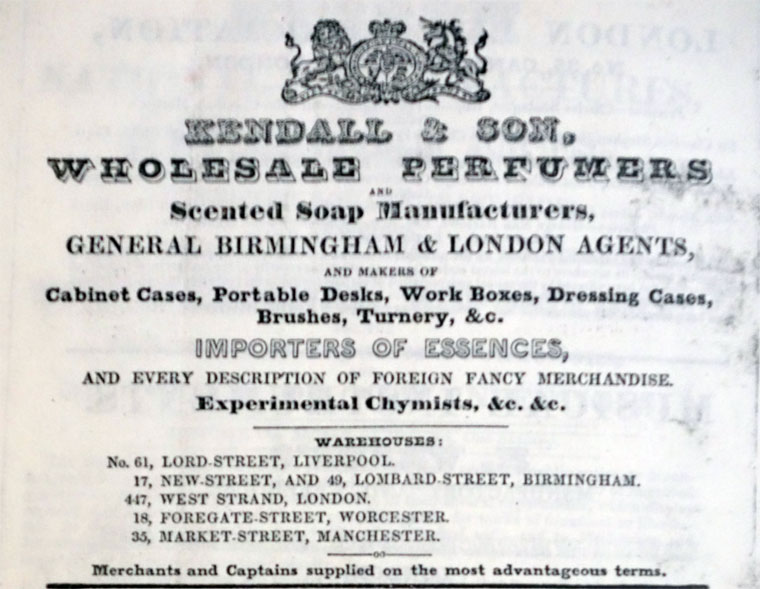 KENDALL & SON,
WHOLESALE PERFUMERS
AND
Scented Soap Manufacturers,
GENERAL BIRMINGHAM & LONDON AGENTS,
AND MAKERS OF
Cabinet Cases, Portable Desks, Work Boxes, Dressing Cases,
Brushes, Turnery, &c.
IMPORTERS OF ESSENCES,
AND EVERY DESCRIPTION OF FOREIGN FANCY MERCHANDISE.
Experimental Chymists, &c. &c.
WAREHOUSES:
No. 61, LORD-STREET, LIVERPOOL.
17, NEW-STREET, AND 49, LOMBARD-STREET, BIRMINGHAM.
447, WEST STRAND, LONDON.
18, FOREGATE-STREET, WORCESTER.
35, MARKET-STREET, MANCHESTER.
Merchants and Captains supplied on the most advantageous terms.